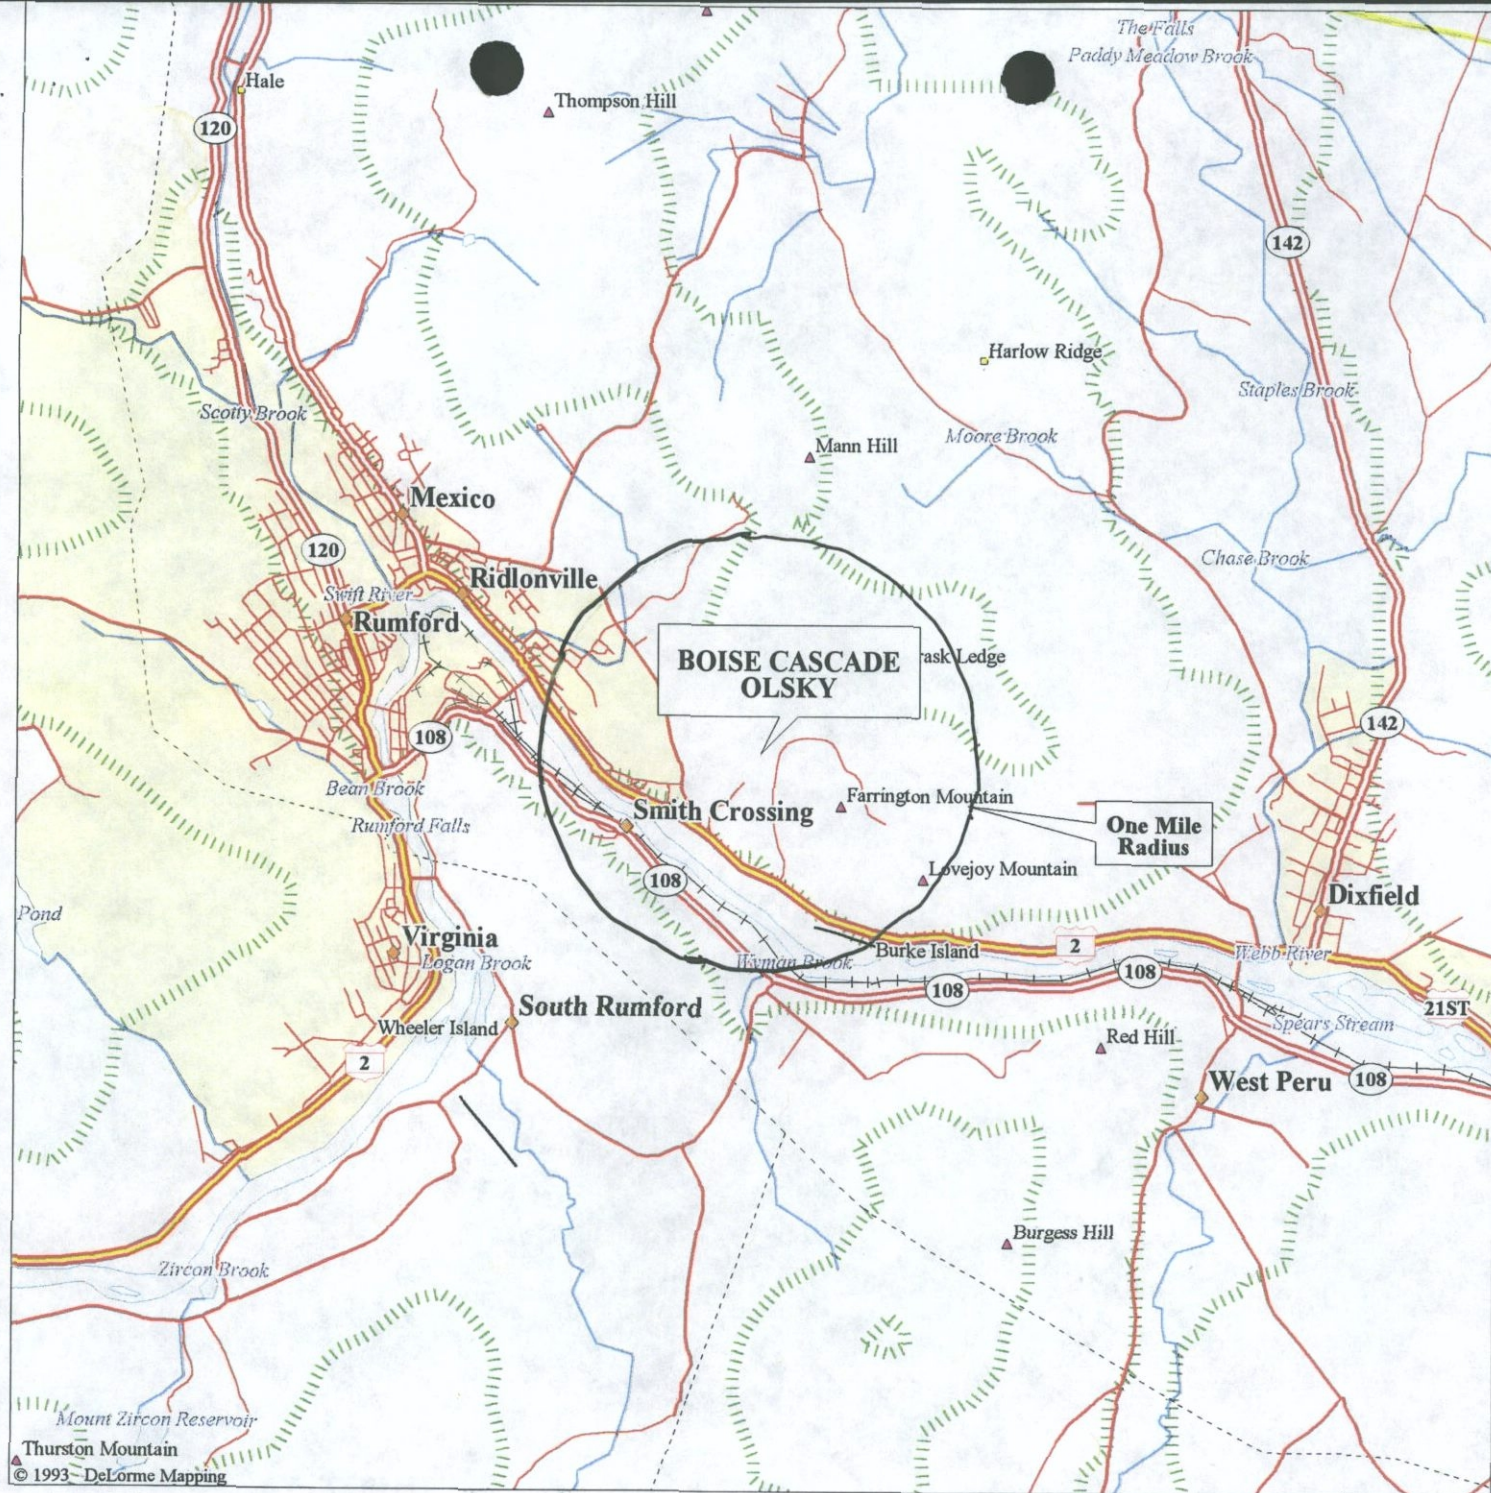 The Falls
Paddy Meadow Brook
Hale
Thompson Hill
120
142
Harlow Ridge
Staples Brook
Scotty Brook
Moore Brook
Mann Hill
Mexico
120
Chase Brook
Ridlonville
Swift River
Rumford
BOISE CASCADE
OLSKY
rask Ledge
142
108
Bean Brook
Farrington Mountain
Smith Crossing
One Mile
Radius
Rumford Falls
Lovejoy Mountain
108
Dixfield
Pond
Virginia
Logan Brook
Wyman Brook
Burke Island
2
Webb River
108
108
South Rumford
21ST
Wheeler Island
Spears Stream
Red Hill
2
West Peru
108
Burgess Hill
Zircon Brook
Mount Zircon Reservoir
Thurston Mountain
© 1993 DeLorme Mapping